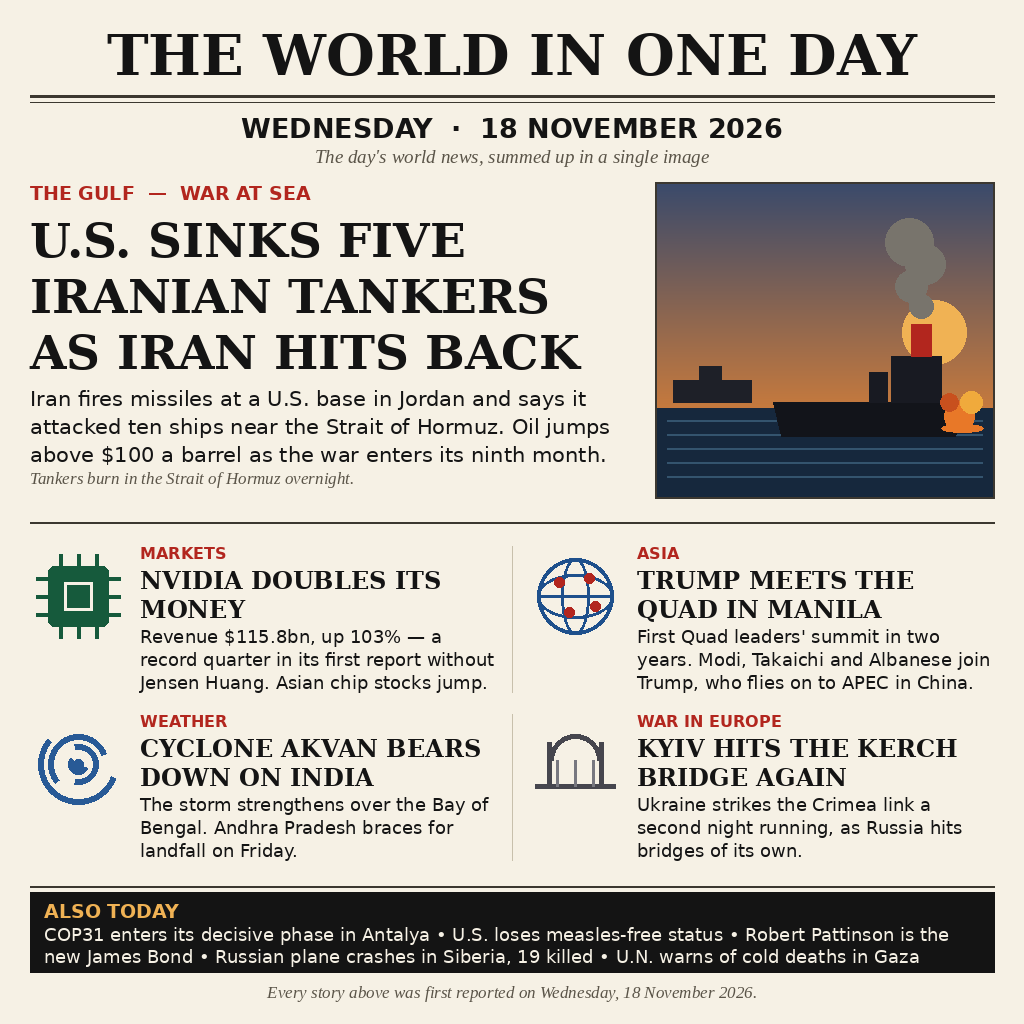 THE WORLD IN ONE DAY
WEDNESDAY · 18 NOVEMBER 2026
The day's world news, summed up in a single image
THE GULF — WAR AT SEA
U.S. SINKS FIVE
IRANIAN TANKERS
AS IRAN HITS BACK
Iran fires missiles at a U.S. base in Jordan and says it
attacked ten ships near the Strait of Hormuz. Oil jumps
above $100 a barrel as the war enters its ninth month.
Tankers burn in the Strait of Hormuz overnight.
MARKETS
NVIDIA DOUBLES ITS
MONEY
Revenue $115.8bn, up 103% — a
record quarter in its first report without
Jensen Huang. Asian chip stocks jump.
ASIA
TRUMP MEETS THE
QUAD IN MANILA
First Quad leaders' summit in two
years. Modi, Takaichi and Albanese join
Trump, who flies on to APEC in China.
WEATHER
CYCLONE AKVAN BEARS
DOWN ON INDIA
The storm strengthens over the Bay of
Bengal. Andhra Pradesh braces for
landfall on Friday.
WAR IN EUROPE
KYIV HITS THE KERCH
BRIDGE AGAIN
Ukraine strikes the Crimea link a
second night running, as Russia hits
bridges of its own.
ALSO TODAY
COP31 enters its decisive phase in Antalya • U.S. loses measles-free status • Robert Pattinson is the
new James Bond • Russian plane crashes in Siberia, 19 killed • U.N. warns of cold deaths in Gaza
Every story above was first reported on Wednesday, 18 November 2026.